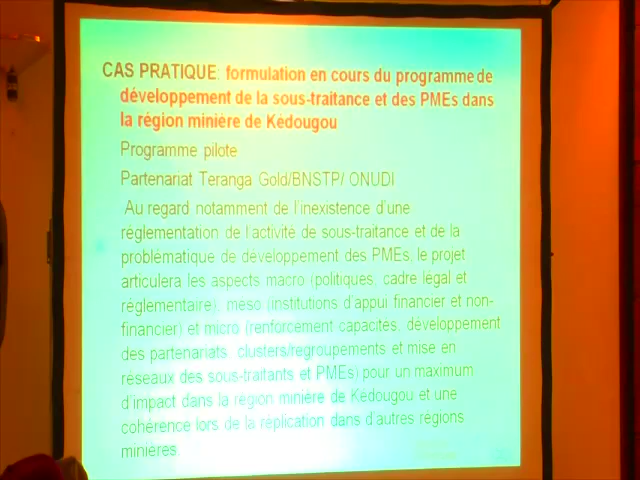 CAS PRATIQUE: formulation en cours du programme de
développement de la sous-traitance et des PMEs dans
la région minière de Kédougou
Programme pilote
Partenariat Teranga Gold/BNSTP/ ONUDI
Au regard notamment de l'inexistence d'une
règlementation de l'activité de sous-traitance et de la
problématique de développement des PMEs, le projet
articulera les aspects macro (politiques, cadre légal et
réglementaire), méso (institutions d'appui financier et non-
financier) et micro (renforcement capacités, développement
des partenariats, clusters/regroupements et mise en
réseaux des sous-traitants et PMEs) pour un maximum
d'impact dans la région minière de Kédougou et une
cohérence lors de la réplication dans d'autres régions
minières.